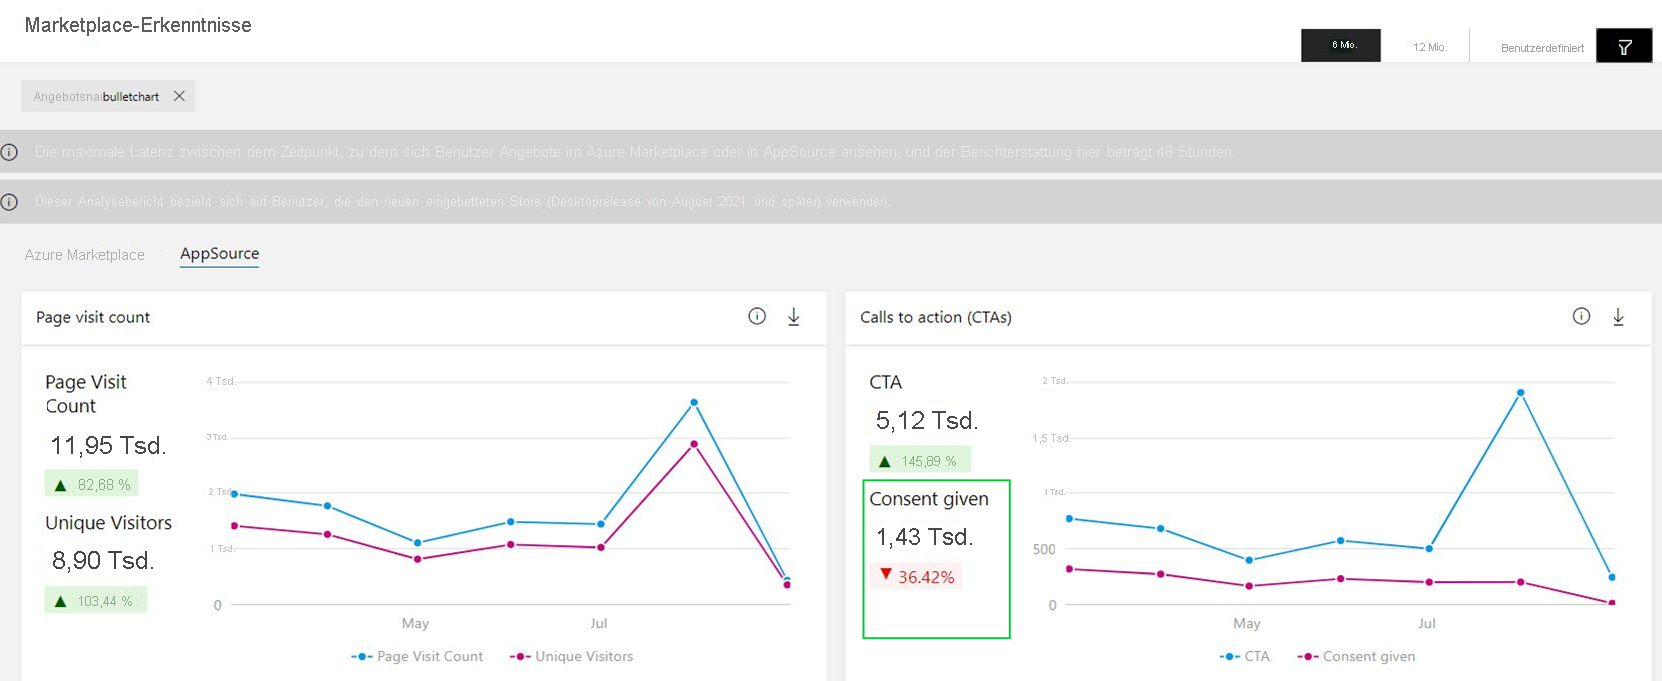 Marketplace-Erkenntnisse
6 Mio.
12 Mio.
Benutzerdefiniert
bulletchart
Die maximale Latenz zwischen dem Zeitpunkt, zu dem sich Benutzer Angebote im Azure Marketplace oder in AppSource ansehen, und der Berichterstattung hier beträgt 48 Stunden.
Dieser Analysebericht bezieht sich auf Benutzer, die den neuen eingebetteten Store (Desktoprelease von August 2021 und später) verwenden.
Azure Marketplace
AppSource
Page visit count
Page Visit
Count
11,95 Tsd.
82,68 %
Unique Visitors
8,90 Tsd.
103,44 %
4 Tsd.
3 Tsd.
2 Tsd.
1 Tsd.
0
May
Jul
Page Visit Count
Unique Visitors
Calls to action (CTAs)
CTA
5,12 Tsd.
145,89 %
Consent given
1,43 Tsd.
36.42%
2 Tsd.
1,5 Tsd.
1 Tsd.
500
0
May
Jul
CTA
Consent given